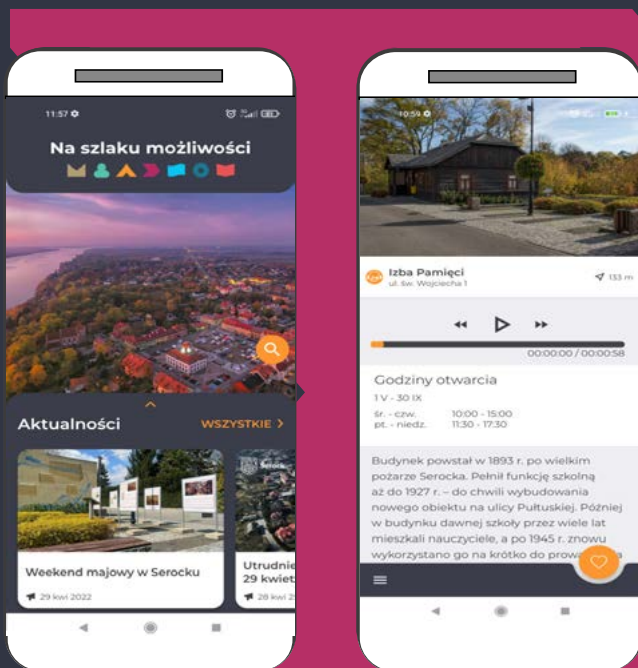 11:57
Na szlaku możliwości
Aktualności
WSZYSTKIE >
Weekend majowy w Serocku
29 kwi 2022
Serock
Utrudnie
29 kwiet
28 kwi 2
10:59
Izba Pamięci
ul. św. Wojciecha 1
133 m
00:00:00 / 00:00:58
Godziny otwarcia
1 V - 30 IX
śr. - czw. 10:00 - 15:00
pt. - niedz. 11:30 - 17:30
Budynek powstał w 1893 r. po wielkim
pożarze Serocka. Pełnił funkcję szkolną
aż do 1927 r. – do chwili wybudowania
nowego obiektu na ulicy Pułtuskiej. Później
w budynku dawnej szkoły przez wiele lat
mieszkali nauczyciele, a po 1945 r. znowu
wykorzystano go na krótko do prowa